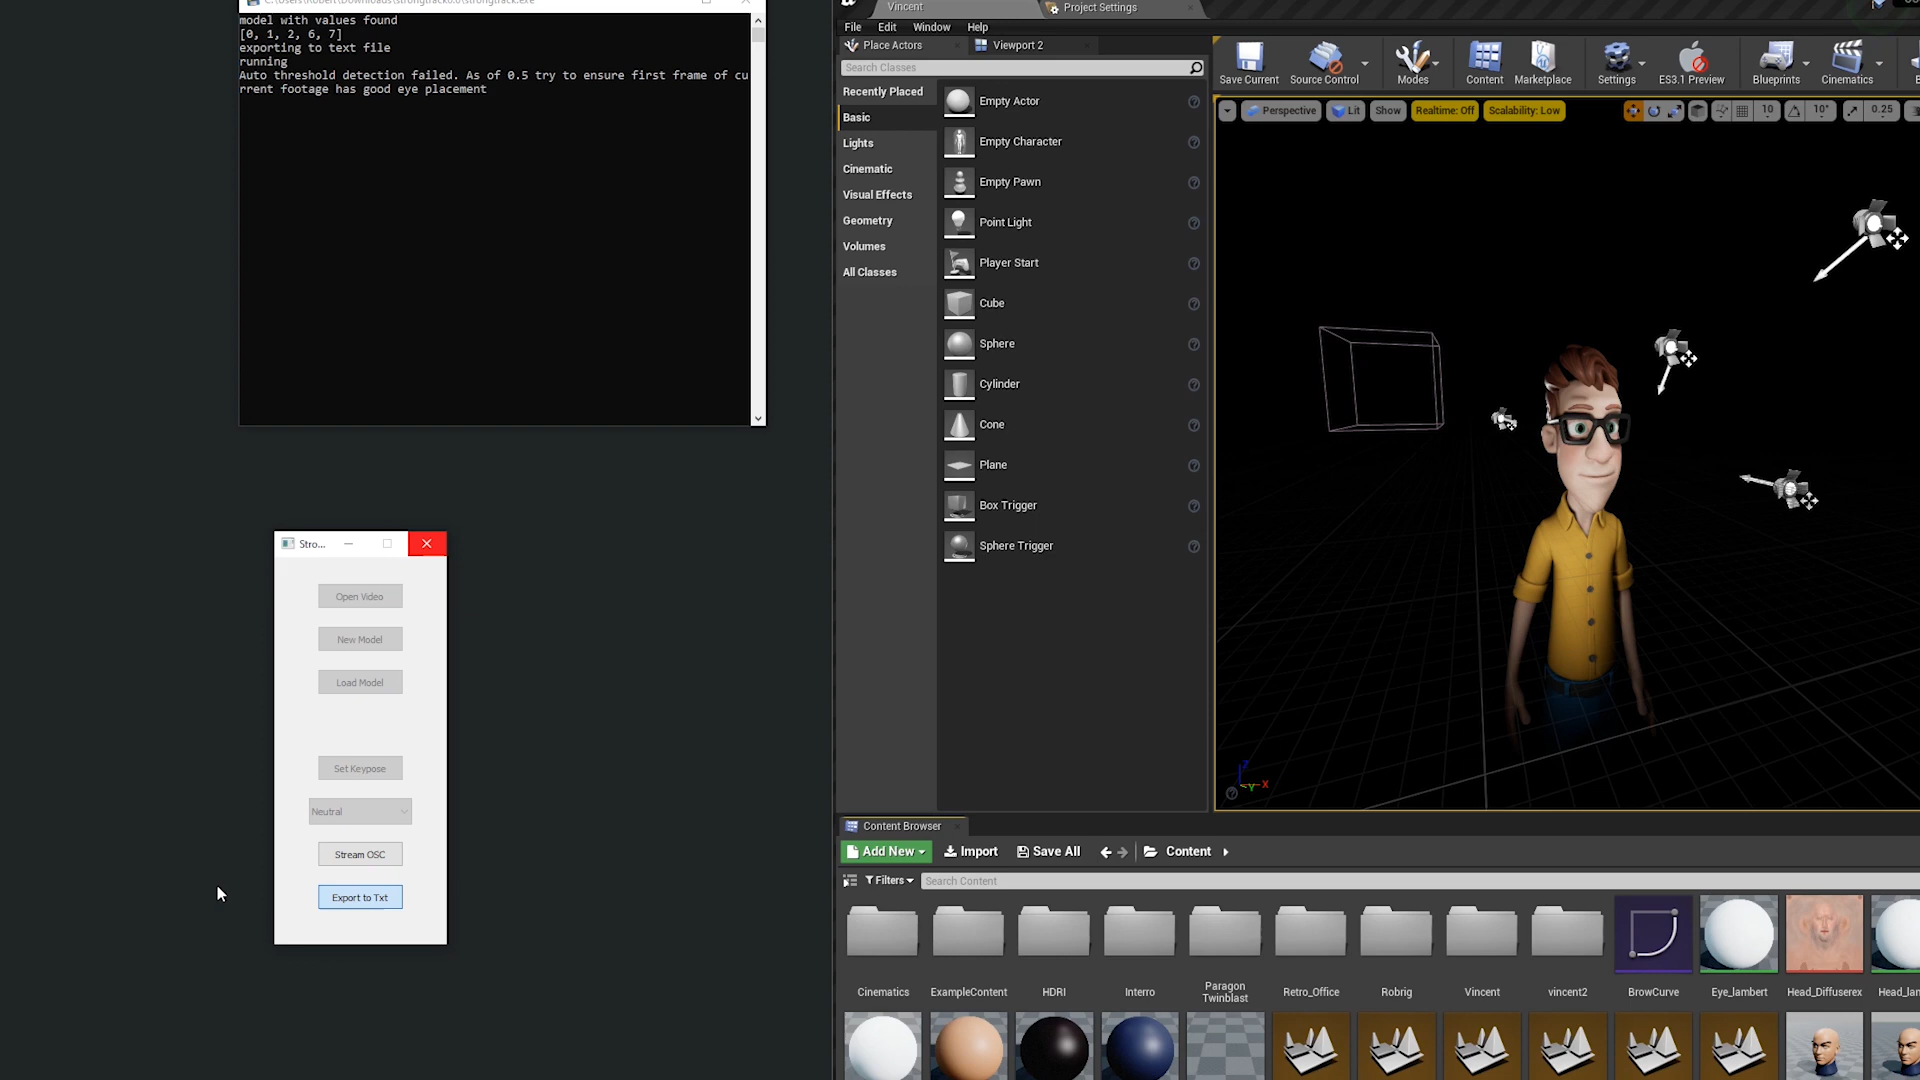 C:\Users\Robert\Downloads\strongtrack0.6\strongtrack.exe
model with values found
[0, 1, 2, 6, 7]
exporting to text file
running
Auto threshold detection failed. As of 0.5 try to ensure first frame of cu
rrent footage has good eye placement
Stro...
Open Video
New Model
Load Model
Set Keypose
Neutral
Stream OSC
Export to Txt
Vincent
Project Settings
File Edit Window Help
Place Actors
Viewport 2
Search Classes
Recently Placed
Basic
Lights
Cinematic
Visual Effects
Geometry
Volumes
All Classes
Empty Actor
Empty Character
Empty Pawn
Point Light
Player Start
Cube
Sphere
Cylinder
Cone
Plane
Box Trigger
Sphere Trigger
Save Current
Source Control
Modes
Content
Marketplace
Settings
ES3.1 Preview
Blueprints
Cinematics
Perspective
Lit
Show
Realtime: Off
Scalability: Low
10
10°
0.25
Z
Y
X
Content Browser
Add New
Import
Save All
Content
Filters
Search Content
Cinematics
ExampleContent
HDRI
Interro
Paragon
Twinblast
Retro_Office
Robrig
Vincent
vincent2
BrowCurve
Eye_lambert
Head_Diffuserex